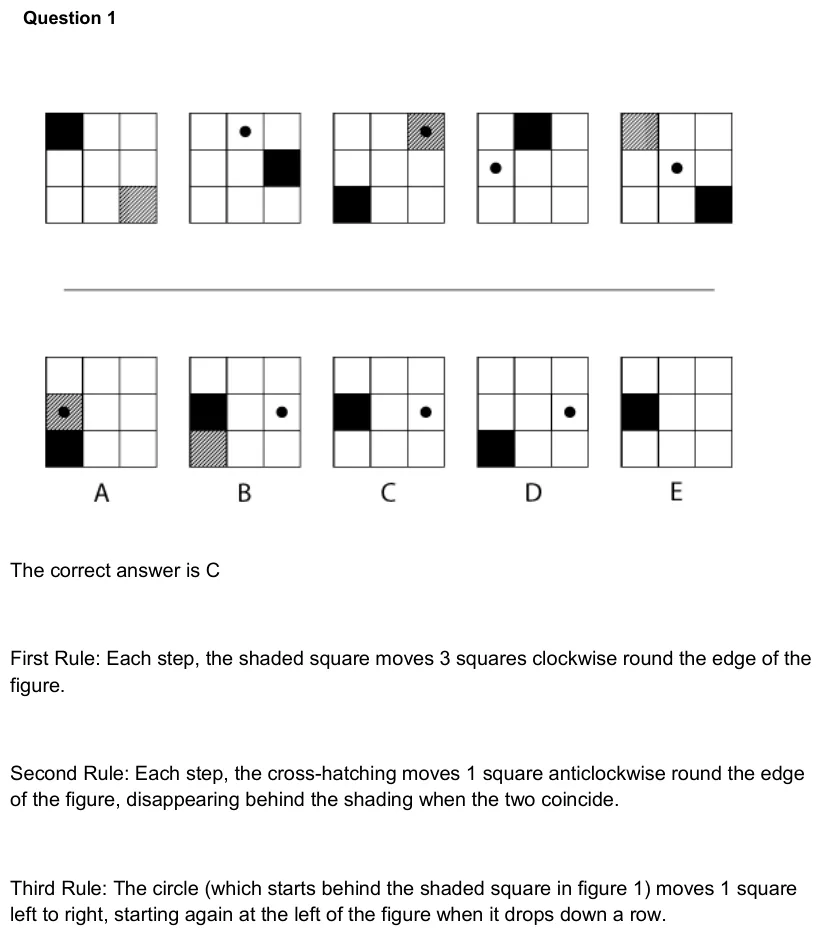 Question 1
A B C D E
The correct answer is C
First Rule: Each step, the shaded square moves 3 squares clockwise round the edge of the
figure.
Second Rule: Each step, the cross-hatching moves 1 square anticlockwise round the edge
of the figure, disappearing behind the shading when the two coincide.
Third Rule: The circle (which starts behind the shaded square in figure 1) moves 1 square
left to right, starting again at the left of the figure when it drops down a row.